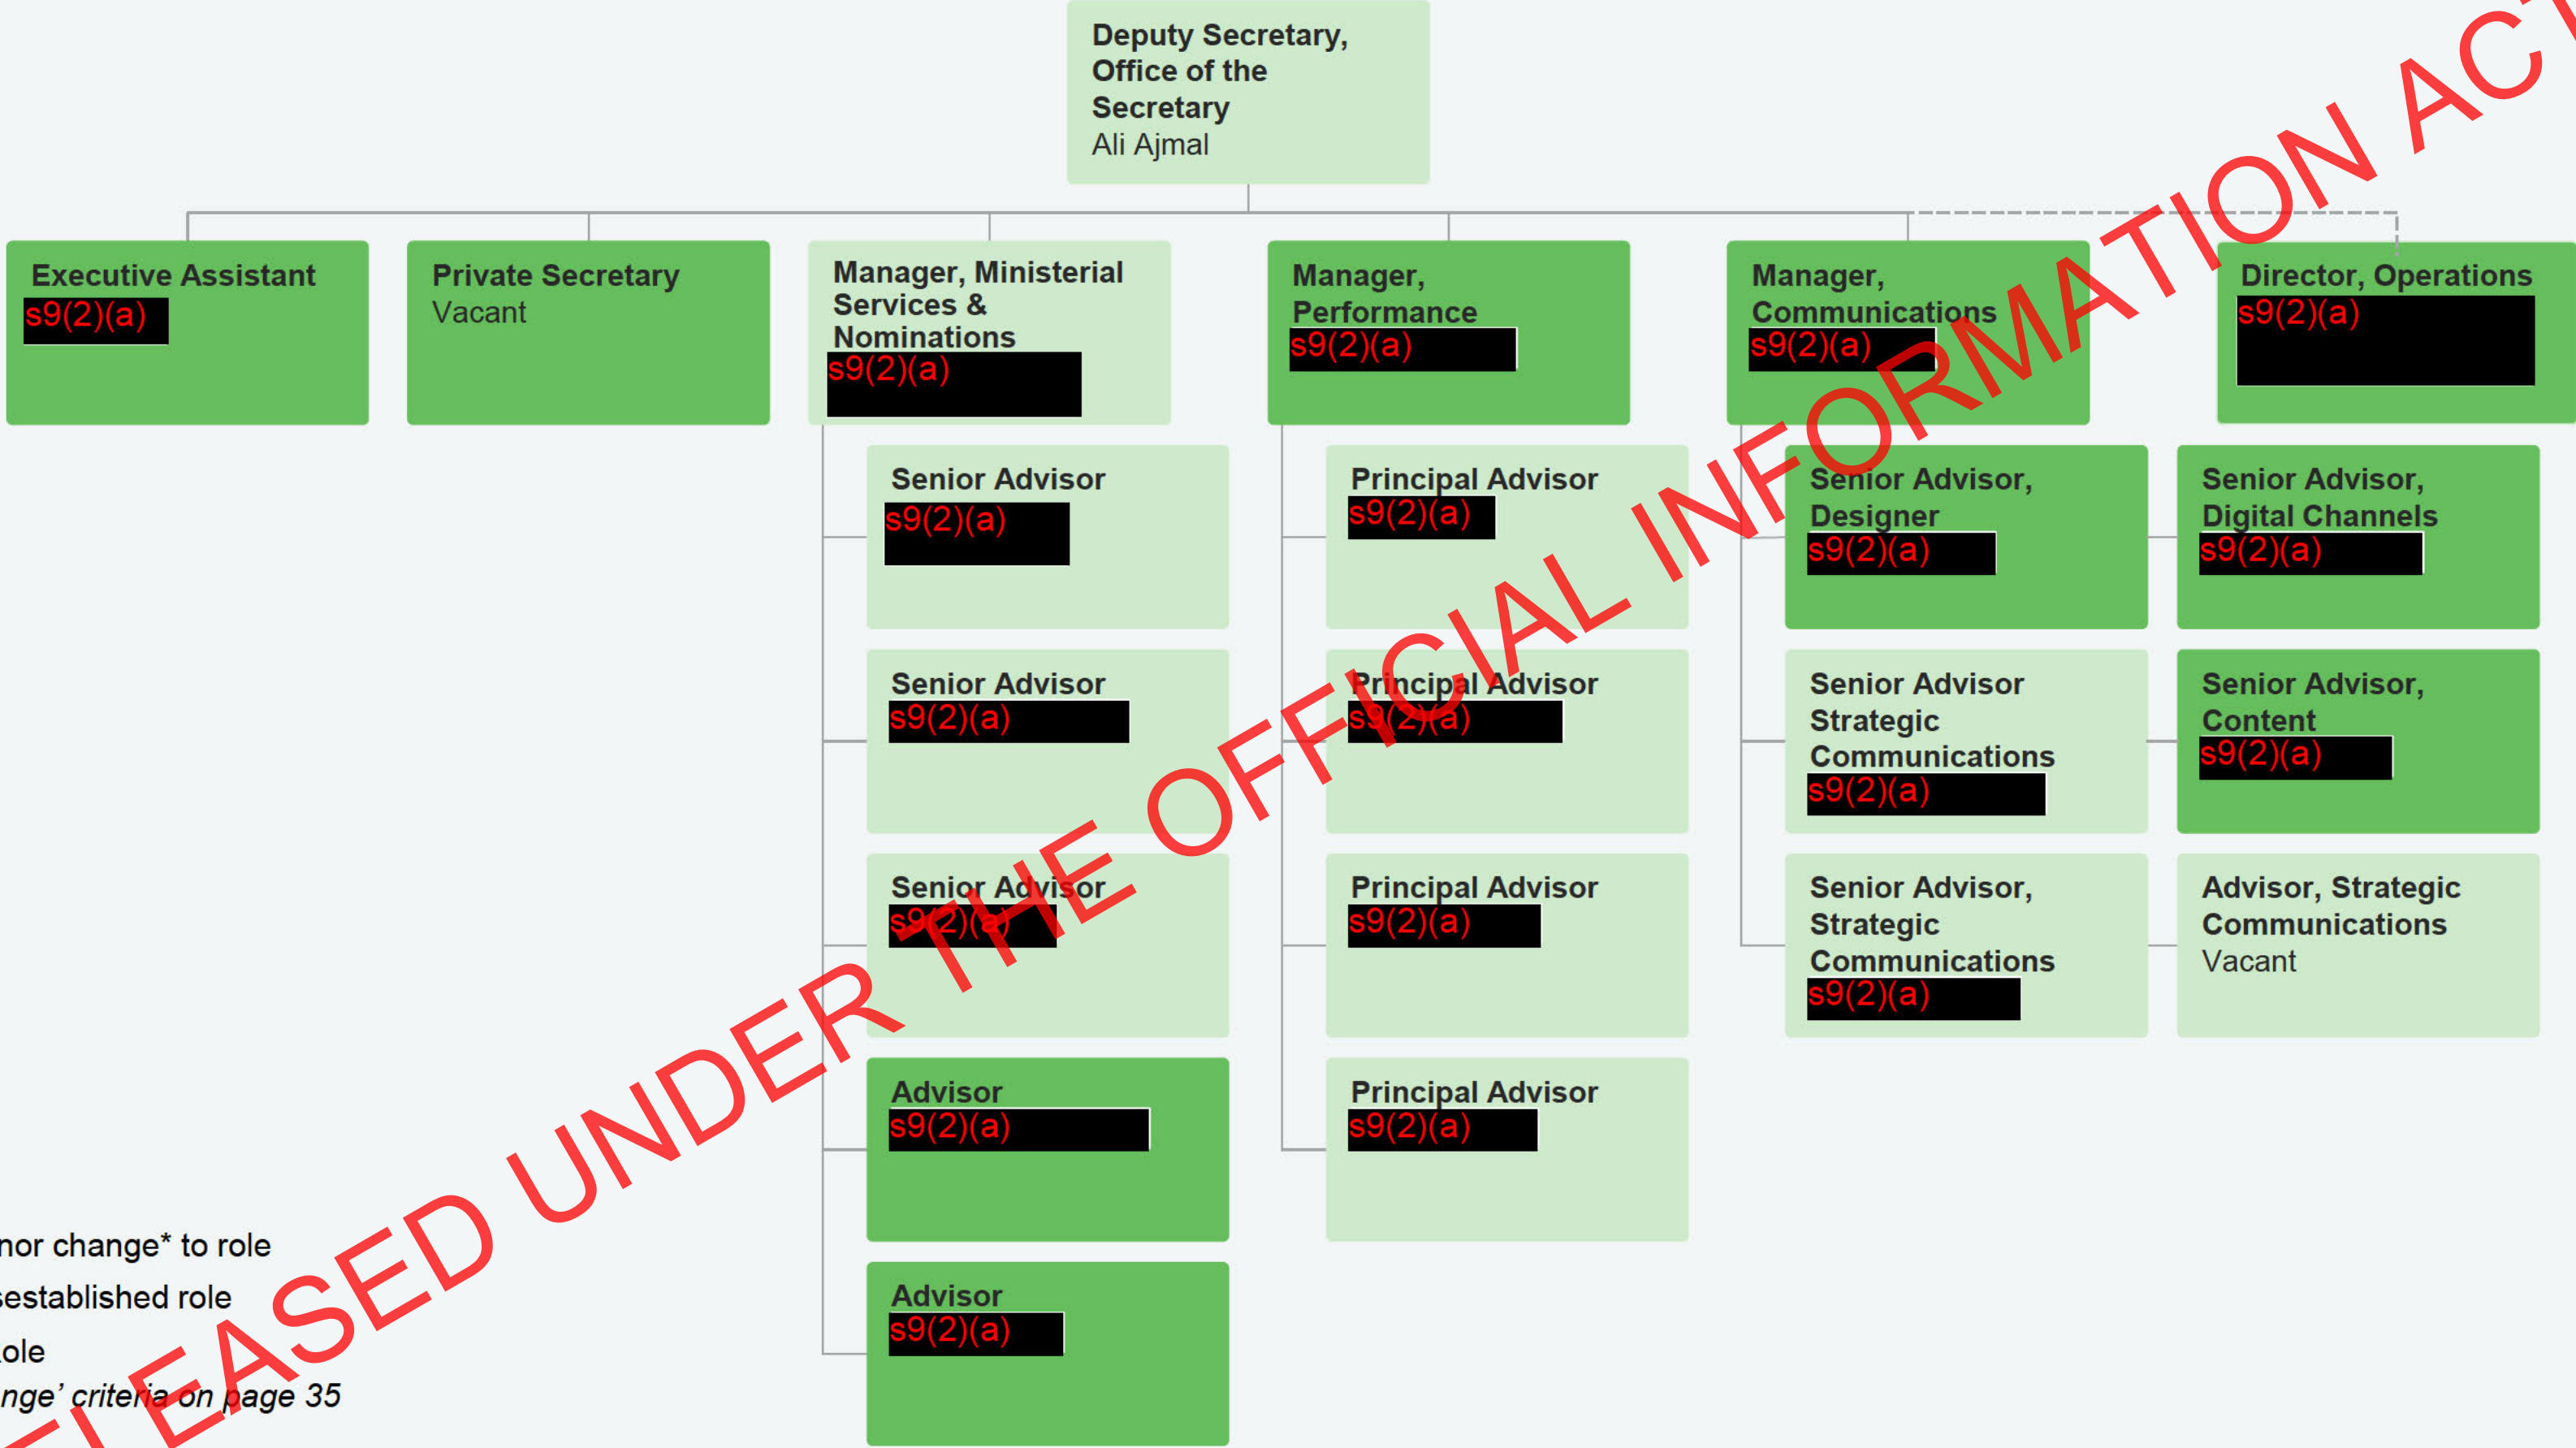 Deputy Secretary,
Office of the
Secretary
Ali Ajmal
Executive Assistant
s9(2)(a)
Private Secretary
Vacant
Manager, Ministerial
Services &
Nominations
s9(2)(a)
Manager,
Performance
s9(2)(a)
Manager,
Communications
s9(2)(a)
Director, Operations
s9(2)(a)
Senior Advisor
s9(2)(a)
Senior Advisor
s9(2)(a)
Senior Advisor
s9(2)(a)
Advisor
s9(2)(a)
Advisor
s9(2)(a)
Principal Advisor
s9(2)(a)
Principal Advisor
s9(2)(a)
Principal Advisor
s9(2)(a)
Principal Advisor
s9(2)(a)
Senior Advisor,
Designer
s9(2)(a)
Senior Advisor,
Digital Channels
s9(2)(a)
Senior Advisor
Strategic
Communications
s9(2)(a)
Senior Advisor,
Content
s9(2)(a)
Senior Advisor,
Strategic
Communications
s9(2)(a)
Advisor, Strategic
Communications
Vacant
change* to role
role
criteria on page 35
UNDER THE OFFICIAL INFORMATION ACT